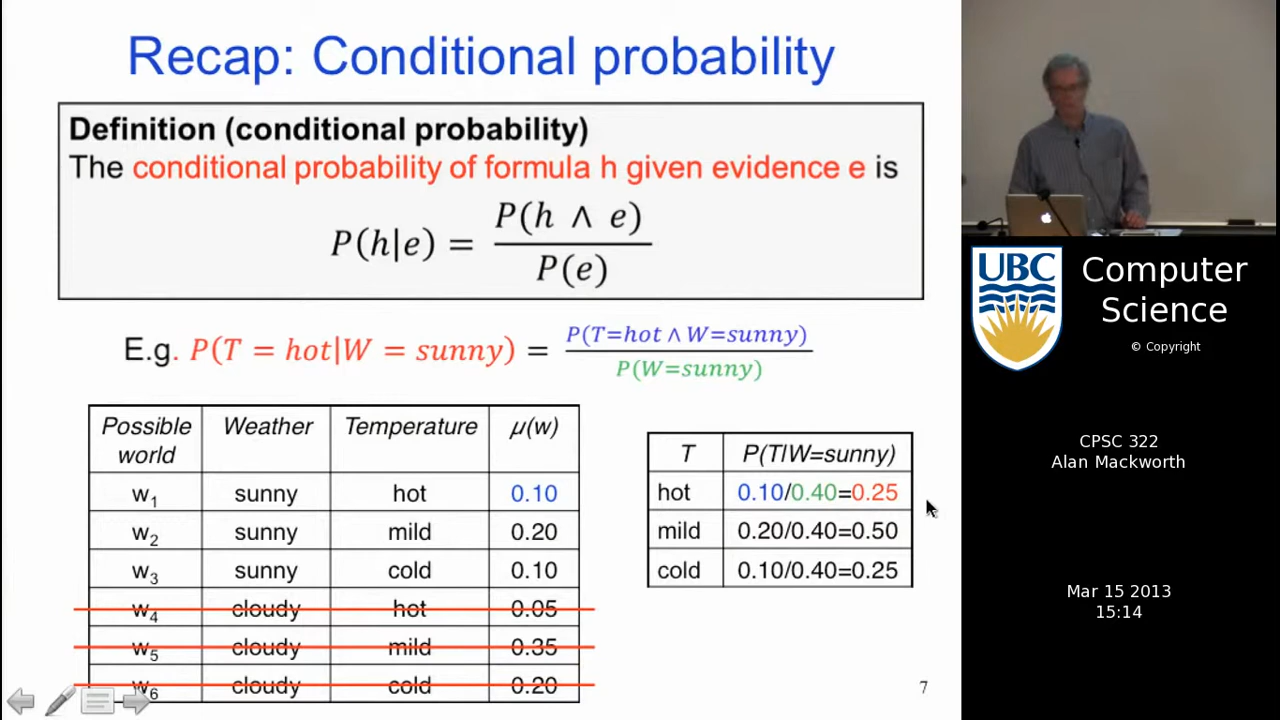 Recap: Conditional probability
Definition (conditional probability)
The conditional probability of formula h given evidence e is
P(h|e) = P(h ∧ e) / P(e)
E.g. P(T = hot|W = sunny) = P(T=hot ∧ W=sunny) / P(W=sunny)
Possible world Weather Temperature μ(w)
w1 sunny hot 0.10
w2 sunny mild 0.20
w3 sunny cold 0.10
w4 cloudy hot 0.05
w5 cloudy mild 0.35
w6 cloudy cold 0.20
T P(T|W=sunny)
hot 0.10/0.40=0.25
mild 0.20/0.40=0.50
cold 0.10/0.40=0.25
7
UBC
Computer
Science
© Copyright
CPSC 322
Alan Mackworth
Mar 15 2013
15:14